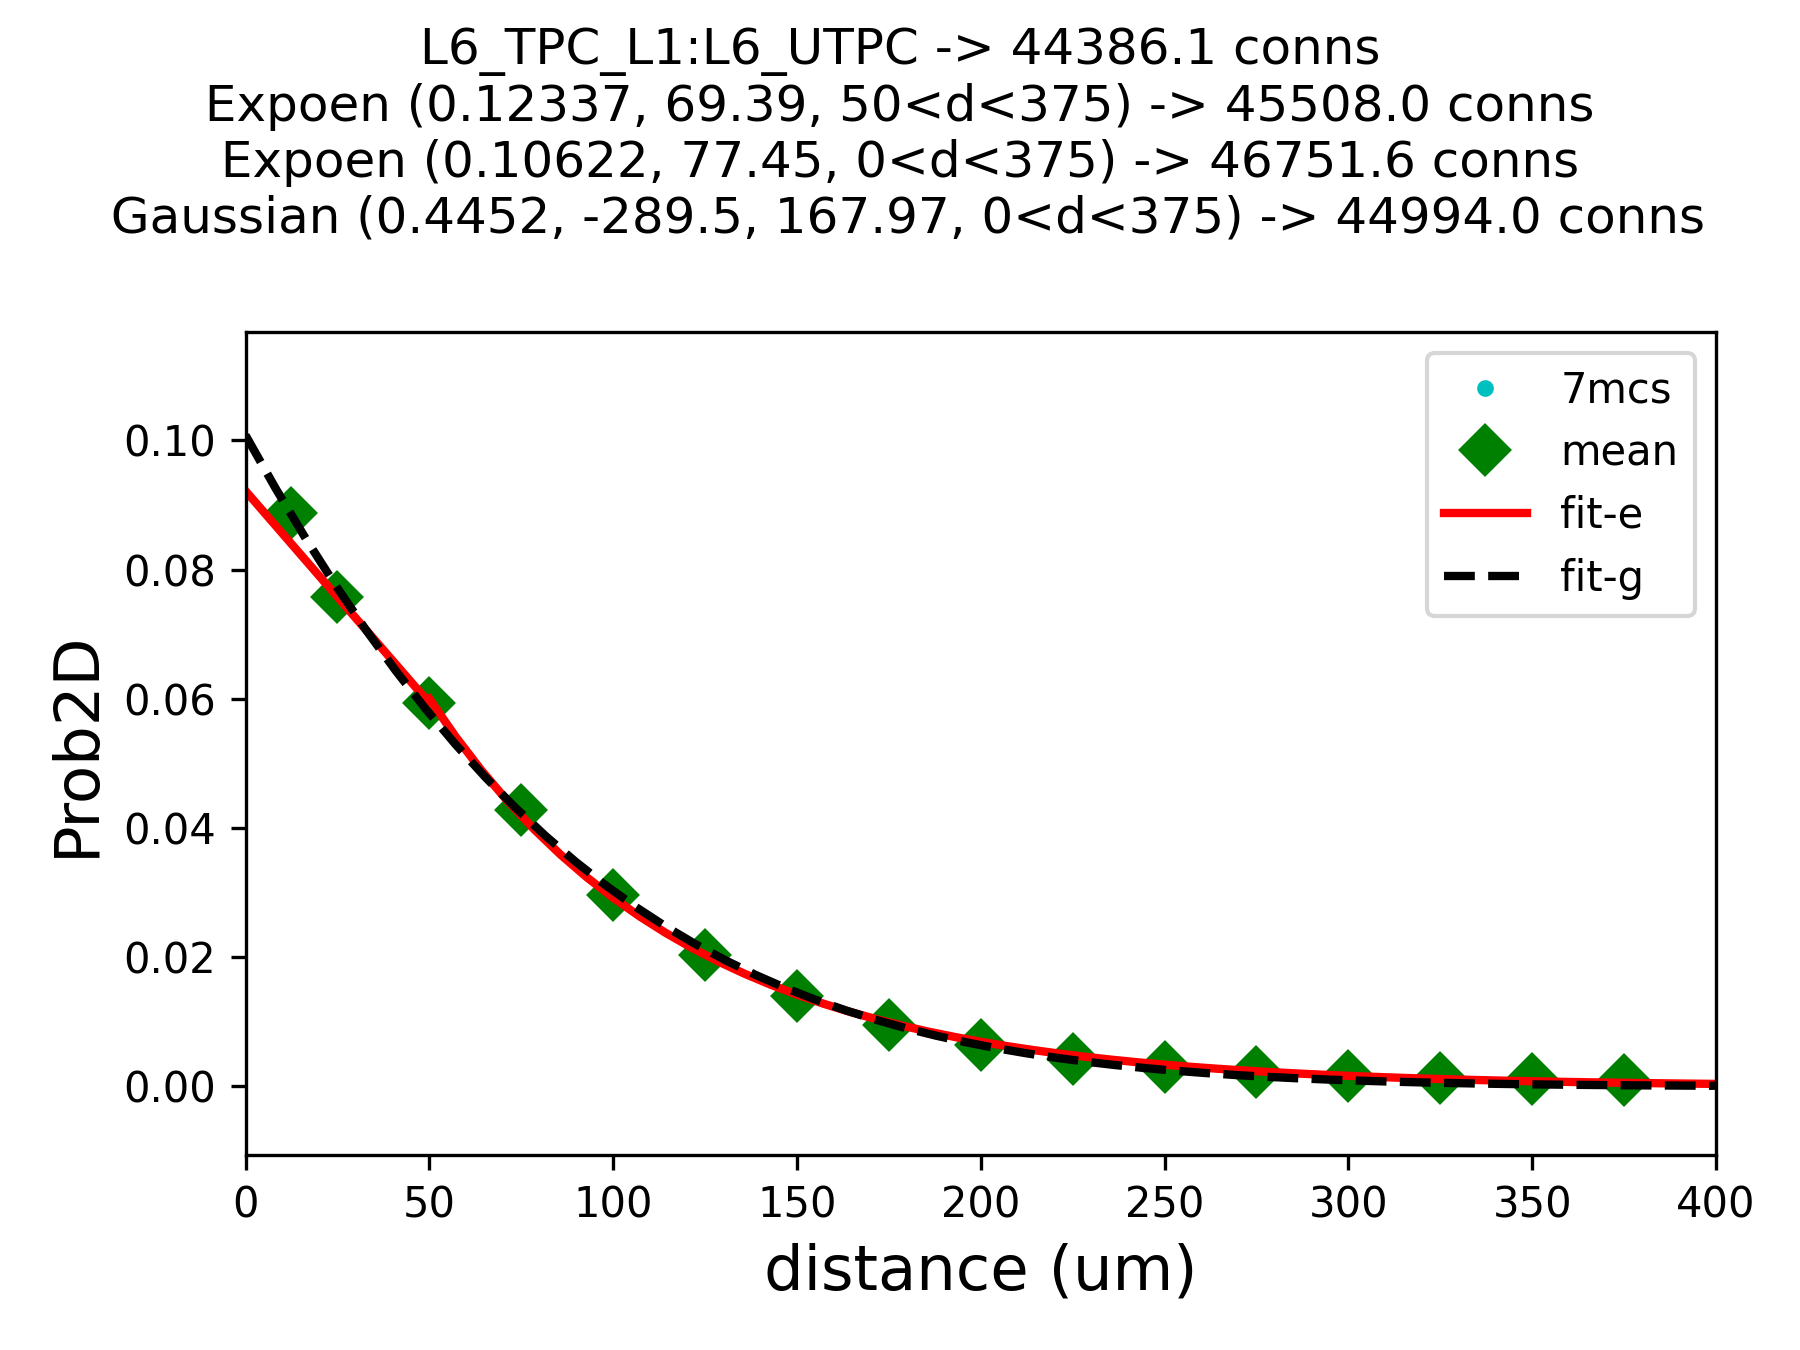 L6_TPC_L1:L6_UTPC -> 44386.1 conns
Expoen (0.12337, 69.39, 50<d<375) -> 45508.0 conns
Expoen (0.10622, 77.45, 0<d<375) -> 46751.6 conns
Gaussian (0.4452, -289.5, 167.97, 0<d<375) -> 44994.0 conns
7mcs
mean
fit-e
fit-g
Prob2D
0.10
0.08
0.06
0.04
0.02
0.00
0 50 100 150 200 250 300 350 400
distance (um)